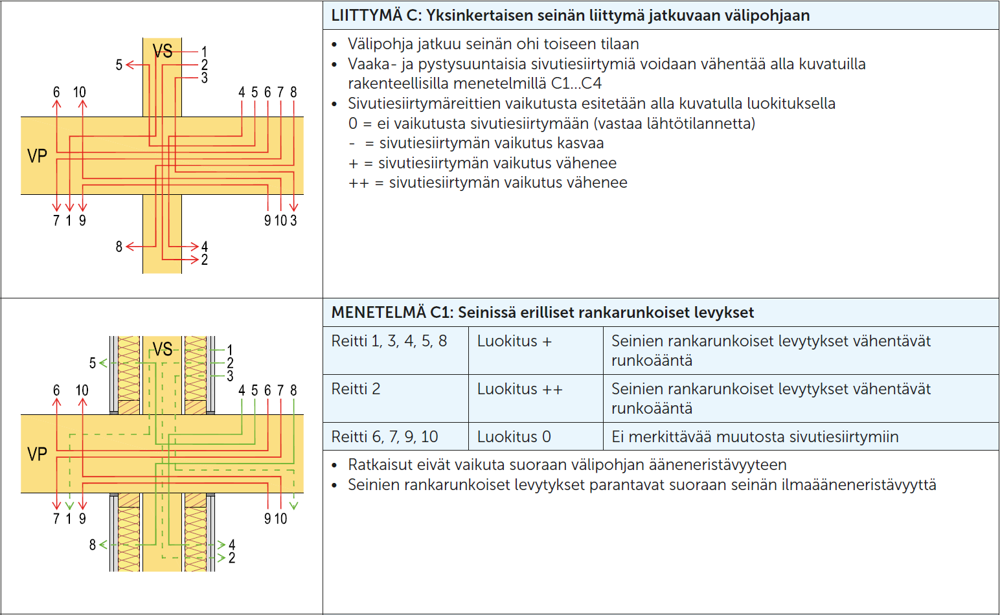 LIITTYMÄ C: Yksinkertaisen seinän liittymä jatkuvaan välipohjaan
VS
1
2
3
5
6 10
4 5 6 7 8
VP
7 1 9
9 10 3
8
4
2
• Välipohja jatkuu seinän ohi toiseen tilaan
• Vaaka- ja pystysuuntaisia sivutiesiirtymiä voidaan vähentää alla kuvatuilla
rakenteellisilla menetelmillä C1...C4
• Sivutiesiirtymäreittien vaikutusta esitetään alla kuvatulla luokituksella
0 = ei vaikutusta sivutiesiirtymään (vastaa lähtötilannetta)
- = sivutiesiirtymän vaikutus kasvaa
+ = sivutiesiirtymän vaikutus vähenee
++ = sivutiesiirtymän vaikutus vähenee
MENETELMÄ C1: Seinissä erilliset rankarunkoiset levykset
VS
1
2
3
5
6 10
4 5 6 7 8
VP
7 1 9
9 10
8
4
2
Reitti 1, 3, 4, 5, 8 Luokitus + Seinien rankarunkoiset levytykset vähentävät
runkoääntä
Reitti 2 Luokitus ++ Seinien rankarunkoiset levytykset vähentävät
runkoääntä
Reitti 6, 7, 9, 10 Luokitus 0 Ei merkittävää muutosta sivutiesiirtymiin
• Ratkaisut eivät vaikuta suoraan välipohjan ääneneristävyyteen
• Seinien rankarunkoiset levytykset parantavat suoraan seinän ilmaääneneristävyyttä